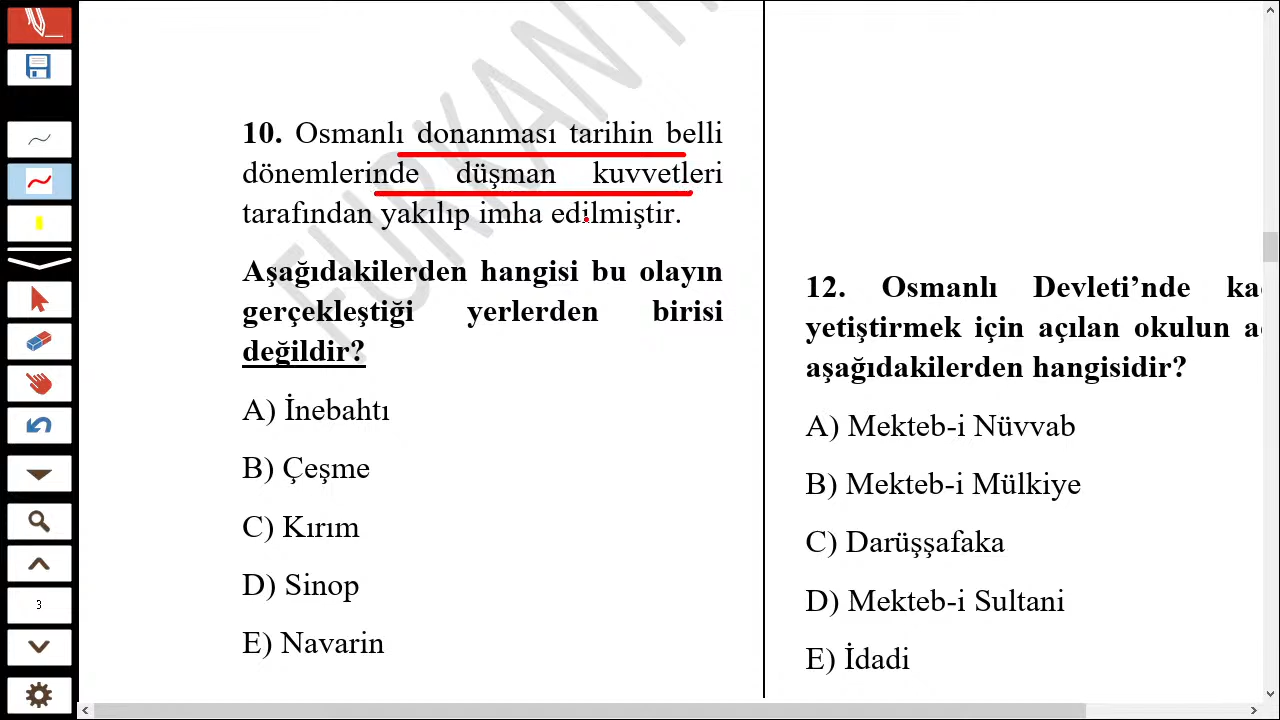 FURKAN
10. Osmanlı donanması tarihin belli
dönemlerinde düşman kuvvetleri
tarafından yakılıp imha edilmiştir.
Aşağıdakilerden hangisi bu olayın
gerçekleştiği yerlerden birisi
değildir?
A) İnebahtı
B) Çeşme
C) Kırım
D) Sinop
E) Navarin
12. Osmanlı Devleti’nde
yetiştirmek için açılan okulun
aşağıdakilerden hangisidir?
A) Mekteb-i Nüvvab
B) Mekteb-i Mülkiye
C) Darüşşafaka
D) Mekteb-i Sultani
E) İdadi
3